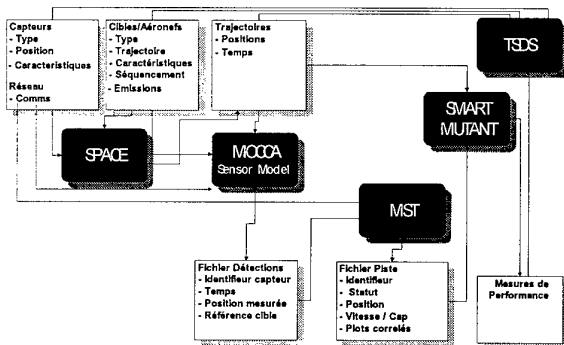 Capteurs
- Type
- Position
- Caracteristiques
Réseau
- Comms
Cibles/Aéronefs
- Type
- Trajectoire
- Caractéristiques
- Séquencement
- Emissions
Trajectoires
- Positions
- Temps
TSDS
SMART
MUTANT
SPACE
MOCCA
Sensor Model
MST
Fichier Détections
- Identifieur capteur
- Temps
- Position mesurée
- Référence cible
Fichier Piste
- Identifieur
- Statut
- Position
- Vitesse / Cap
- Plots correlés
Mesures de
Performance